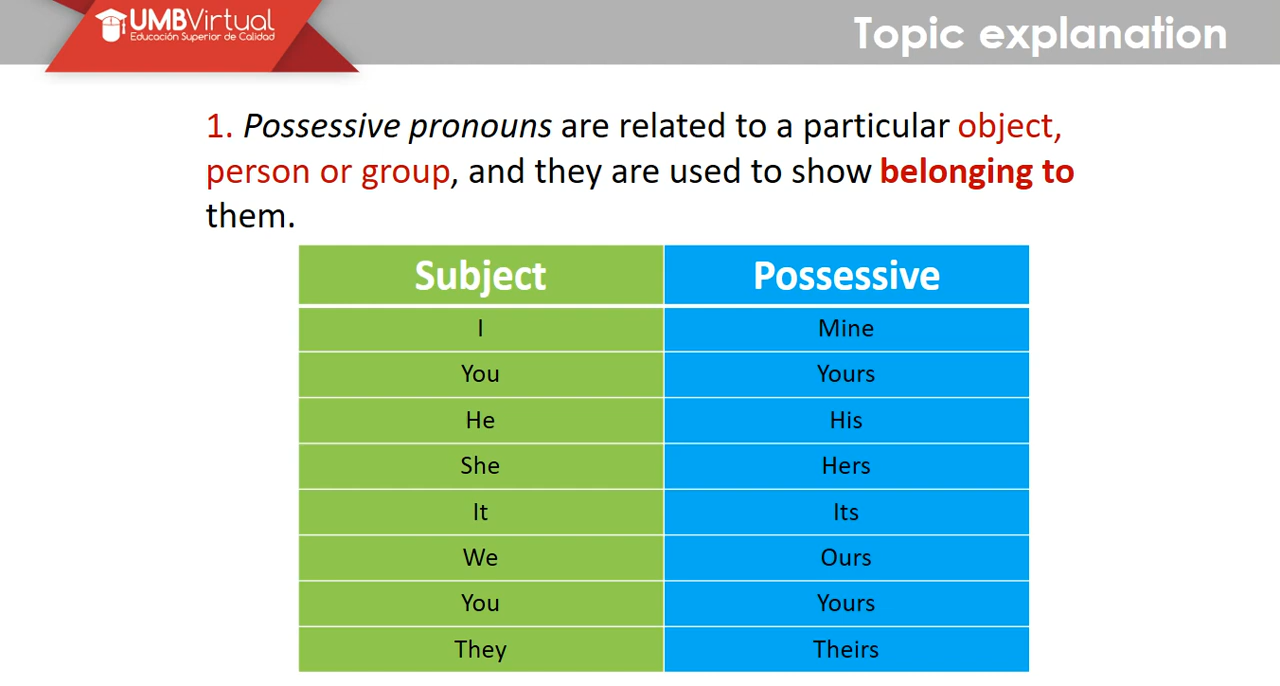 UMBVirtual
Educación Superior de Calidad
Topic explanation
1. Possessive pronouns are related to a particular object,
person or group, and they are used to show belonging to
them.
Subject Possessive
I Mine
You Yours
He His
She Hers
It Its
We Ours
You Yours
They Theirs